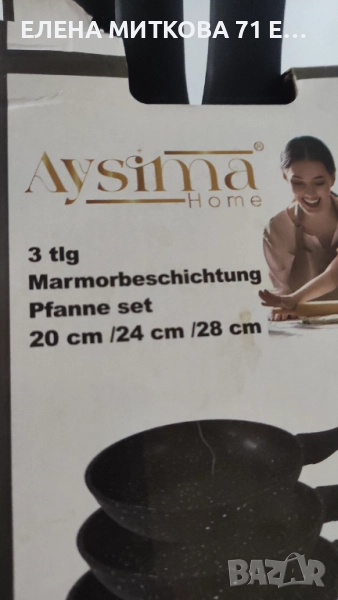 ЕЛЕНА МИТКОВА 71 Е...
Aysima®
Home
3 tlg
Marmorbeschichtung
Pfanne set
20 cm /24 cm /28 cm
BAZAR